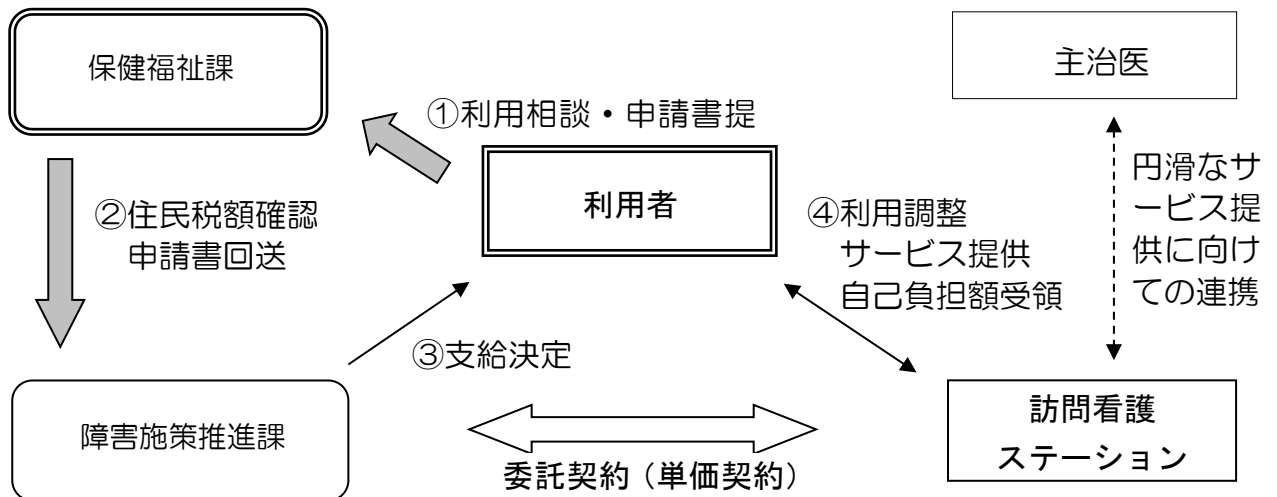 保健福祉課
主治医
①利用相談・申請書提
利用者
②住民税額確認
申請書回送
④利用調整
サービス提供
自己負担額受領
円滑なサ
ービス提
供に向け
ての連携
③支給決定
障害施策推進課
委託契約（単価契約）
訪問看護
ステーション